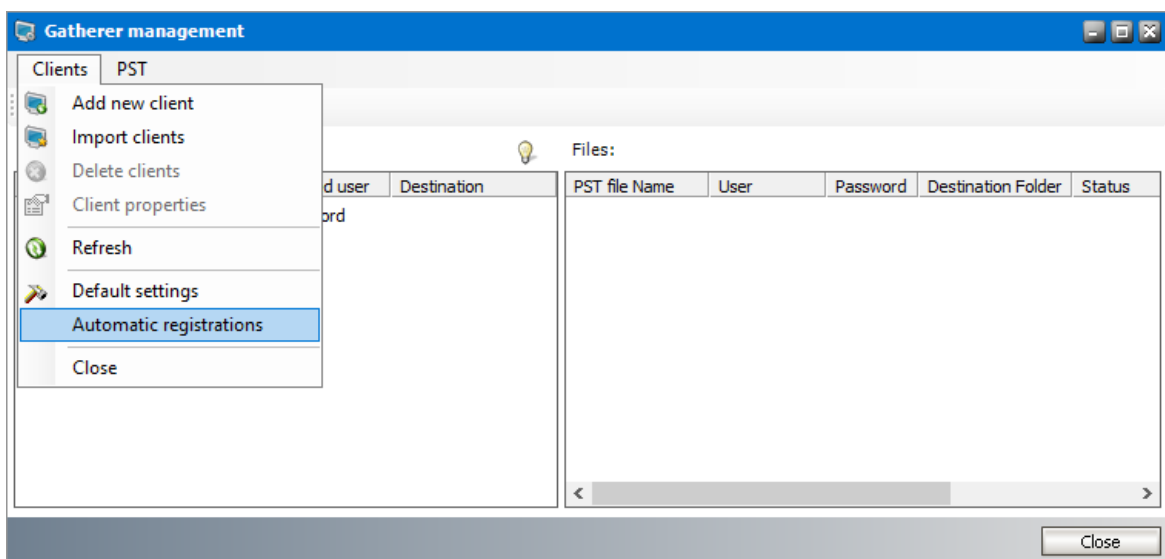 Gatherer management
Clients PST
Add new client
Import clients
Delete clients
Client properties
Refresh
Default settings
Automatic registrations
Close
d user Destination
ord
Files:
PST file Name User Password Destination Folder Status
Close